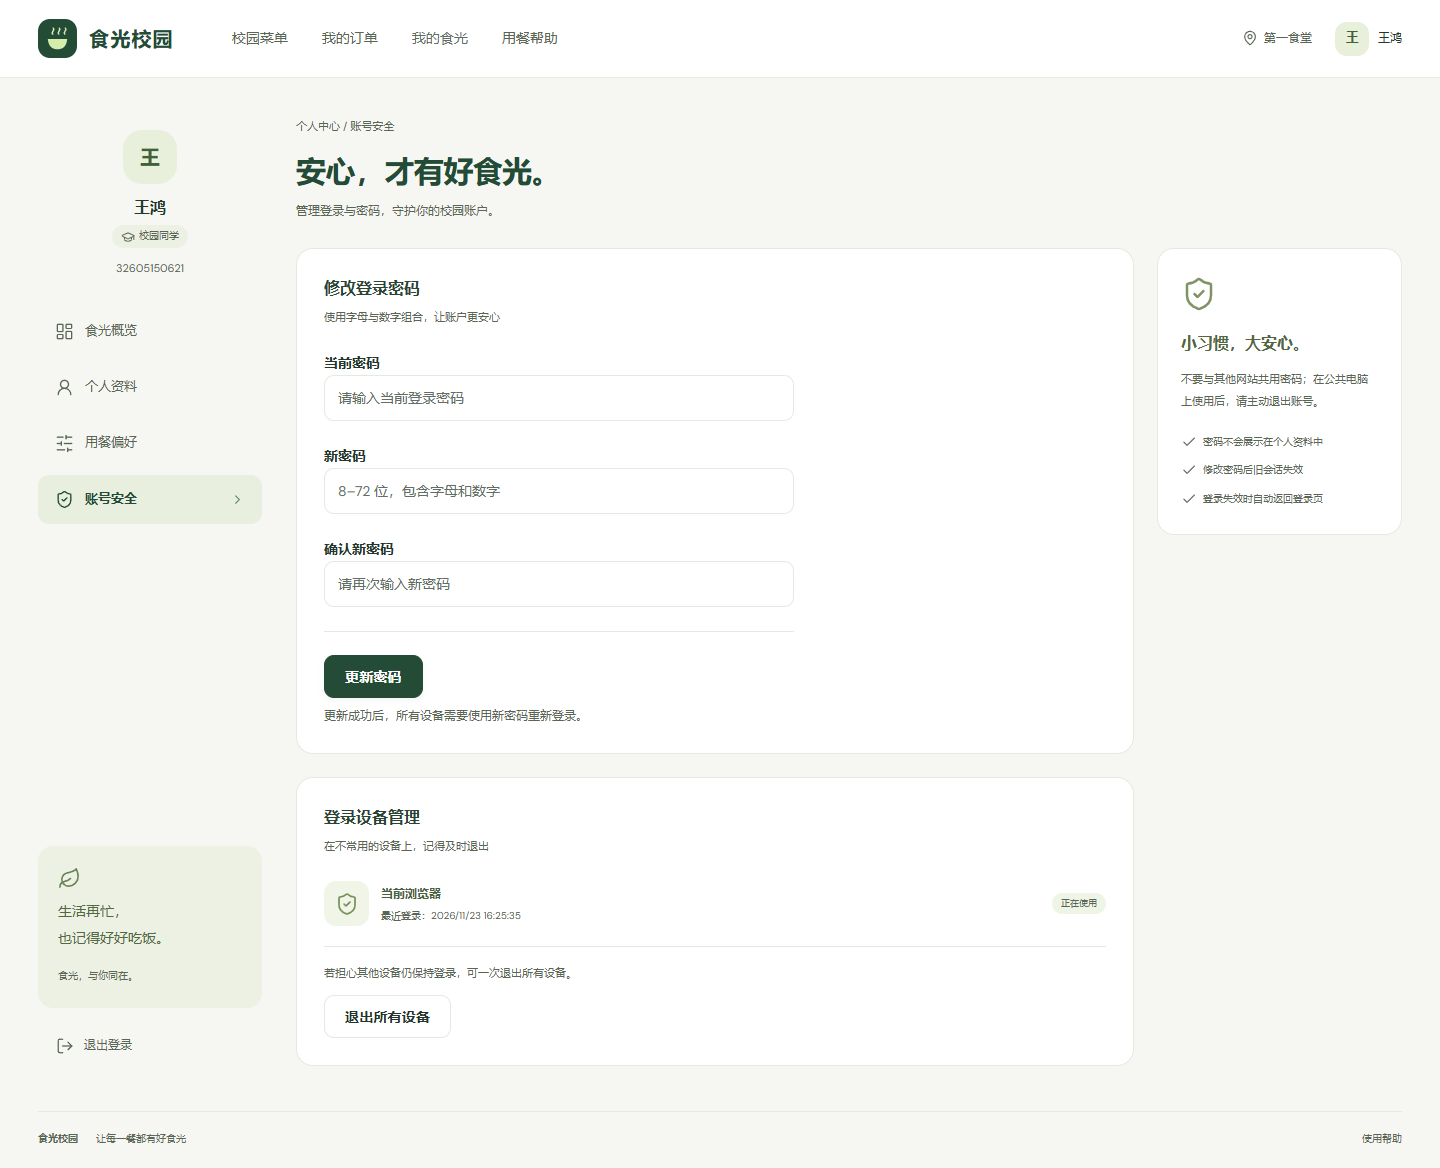 食光校园
校园菜单
我的订单
我的食光
用餐帮助
第一食堂
王
王鸿
王
王鸿
校园同学
32605150621
食光概览
个人资料
用餐偏好
账号安全
生活再忙，
也记得好好吃饭。
食光，与你同在。
退出登录
个人中心 / 账号安全
安心，才有好食光。
管理登录与密码，守护你的校园账户。
修改登录密码
使用字母与数字组合，让账户更安心
当前密码
请输入当前登录密码
新密码
8–72 位，包含字母和数字
确认新密码
请再次输入新密码
更新密码
更新成功后，所有设备需要使用新密码重新登录。
登录设备管理
在不常用的设备上，记得及时退出
当前浏览器
最近登录：2026/11/23 16:25:35
正在使用
若担心其他设备仍保持登录，可一次退出所有设备。
退出所有设备
小习惯，大安心。
不要与其他网站共用密码；在公共电脑
上使用后，请主动退出账号。
密码不会展示在个人资料中
修改密码后旧会话失效
登录失效时自动返回登录页
食光校园
让每一餐都有好食光
使用帮助